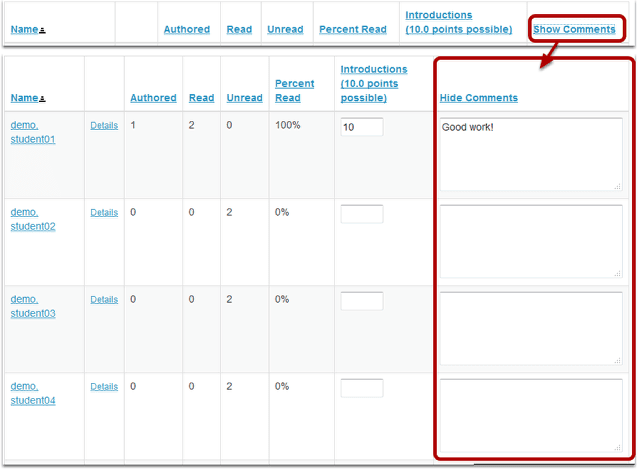 Introductions
Name Authored Read Unread Percent Read (10.0 points possible) Show Comments
Introductions
Percent (10.0 points
Name Authored Read Unread Read possible) Hide Comments
demo. Details 1 2 0 100% 10 Good work!
student01
demo. Details 0 0 2 0%
student02
demo. Details 0 0 2 0%
student03
demo. Details 0 0 2 0%
student04